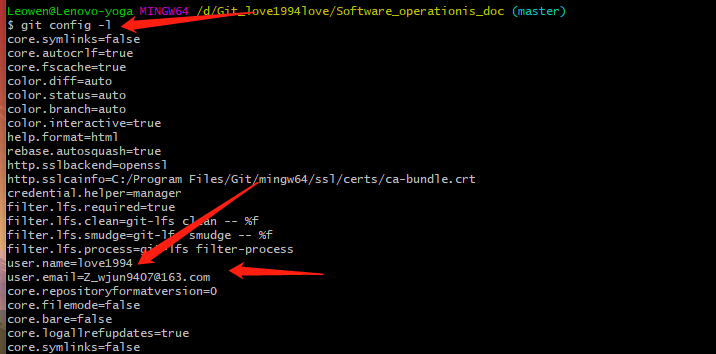 Leowen@Lenovo-yoga MINGW64 /d/Git_love1994love/Software_operationis_doc (master)
$ git config -l
core.symlinks=false
core.autocrlf=true
core.fscache=true
color.diff=auto
color.status=auto
color.branch=auto
color.interactive=true
help.format=html
rebase.autosquash=true
http.sslbackend=openssl
http.sslcainfo=C:/Program Files/Git/mingw64/ssl/certs/ca-bundle.crt
credential.helper=manager
filter.lfs.required=true
filter.lfs.clean=git-lfs clean -- %f
filter.lfs.smudge=git-lfs smudge -- %f
filter.lfs.process=git-lfs filter-process
user.name=love1994
user.email=Z_wjun9407@163.com
core.repositoryformatversion=0
core.filemode=false
core.bare=false
core.logallrefupdates=true
core.symlinks=false